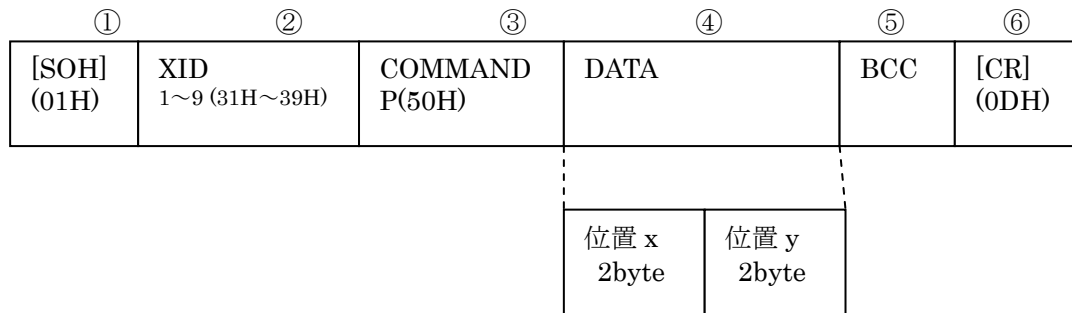 ① ② ③ ④ ⑤ ⑥
[SOH] XID COMMAND DATA BCC [CR]
(01H) 1～9 (31H～39H) P(50H) (0DH)
位置 x 位置 y
2byte 2byte